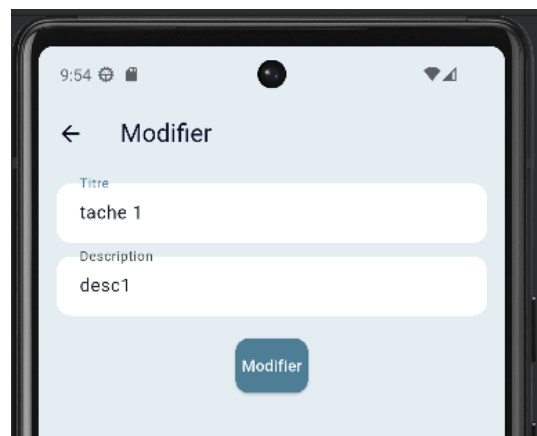 9:54
Modifier
Titre
tache 1
Description
desc1
Modifier